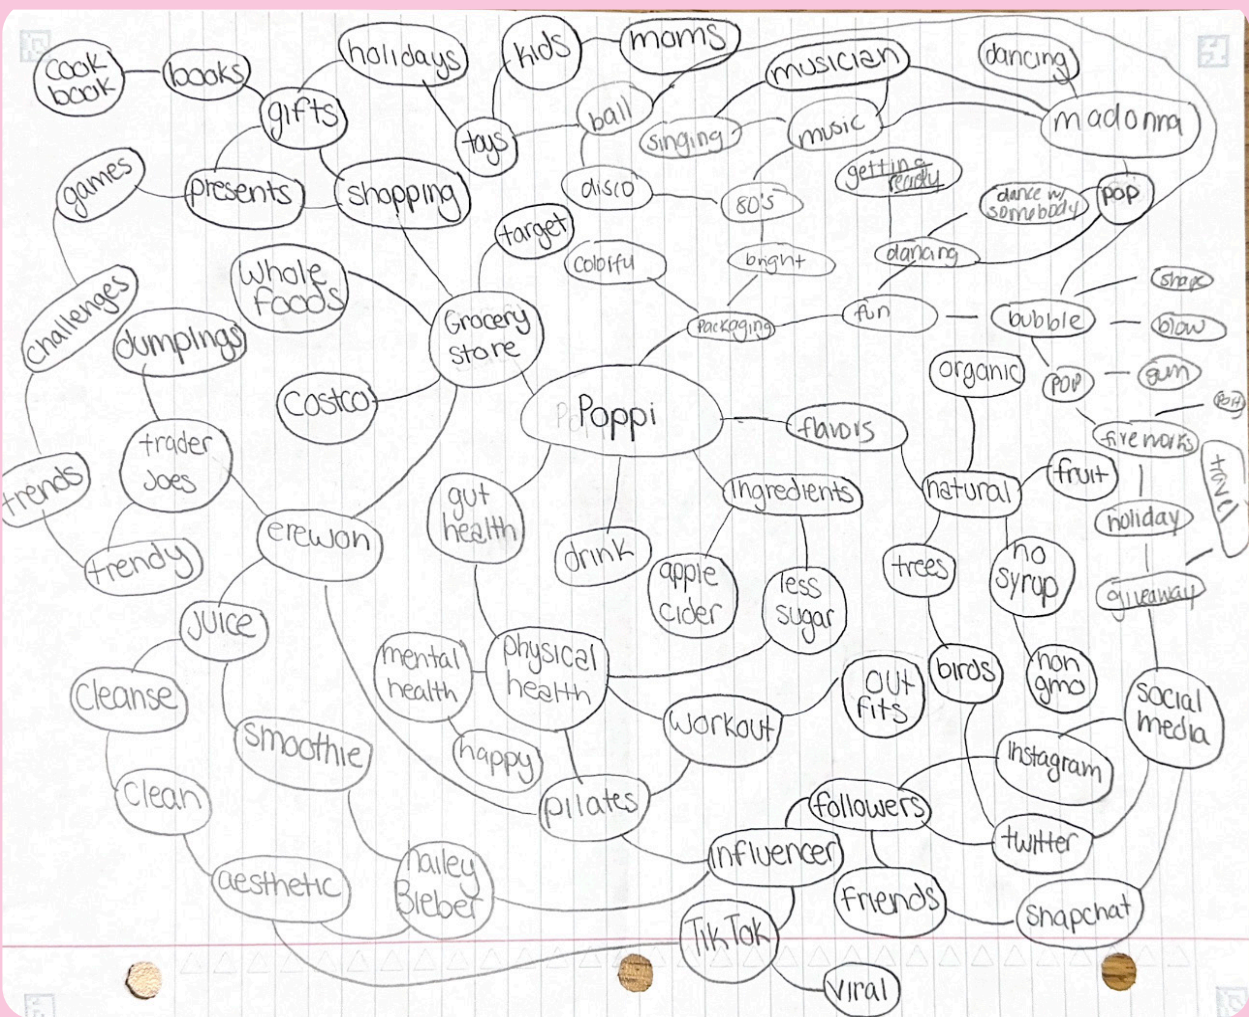 cook
book
books
holidays
kids
moms
musician
dancing
gifts
toys
ball
singing
music
madonna
games
presents
shopping
disco
80's
getting
ready
dance w/
somebody
pop
target
colorful
bright
dancing
Whole
foods
challenges
dumplngs
Grocery
store
packaging
fun
bubble
shape
blow
Costco
organic
POP
gum
Poppi
flavors
fireworks
trader
Joes
trends
trendy
erewon
gut
health
drink
Ingredients
natural
fruit
holiday
travel
apple
cider
less
sugar
trees
no
syrup
giveaway
Juice
mental
health
physical
health
workout
out
fits
birds
non
gmo
social
media
Cleanse
smoothie
happy
pilates
Instagram
Clean
followers
twitter
aesthetic
hailey
Bieber
Influencer
Friends
Snapchat
TikTok
viral